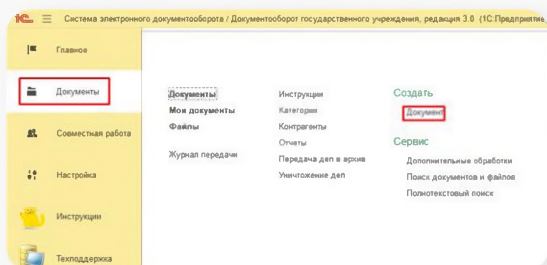 1С Система электронного документооборота / Документооборот государственного учреждения, редакция 3.0 (1С:Предприятие,
Главное
Документы
Совместная работа
Настройка
Инструкции
Техподдержка
Документы
Мои документы
Файлы
Журнал передачи
Инструкции
Категории
Контрагенты
Отчеты
Передача дел в архив
Уничтожение дел
Создать
Документ
Сервис
Дополнительные обработки
Поиск документов и файлов
Полнотекстовый поиск